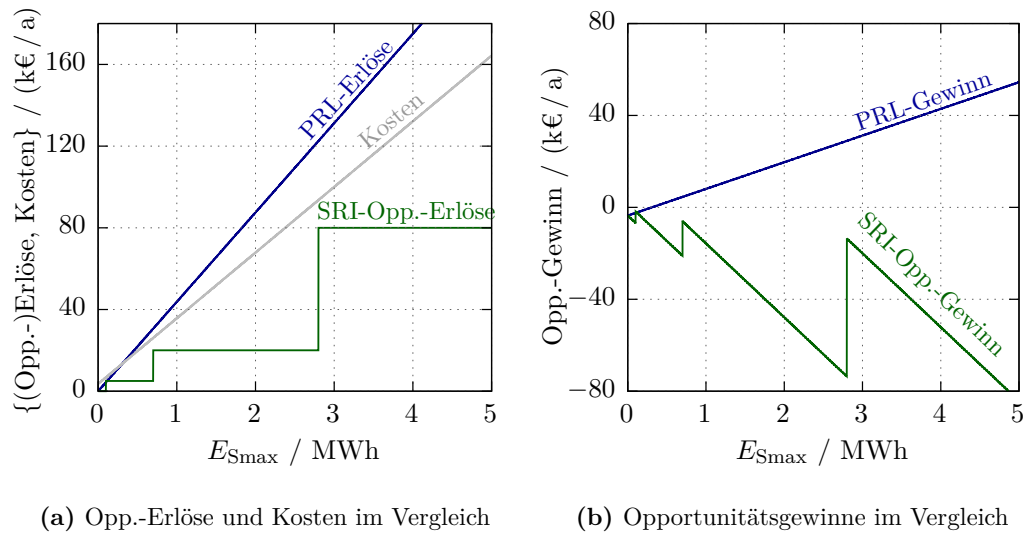 {(Opp.-)Erlöse, Kosten} / (k€ / a)
160
120
80
40
0
0 1 2 3 4 5
PRL-Erlöse
Kosten
SRI-Opp.-Erlöse
E_Smax / MWh
(a) Opp.-Erlöse und Kosten im Vergleich
Opp.-Gewinn / (k€ / a)
80
40
0
−40
−80
0 1 2 3 4 5
PRL-Gewinn
SRI-Opp.-Gewinn
E_Smax / MWh
(b) Opportunitätsgewinne im Vergleich